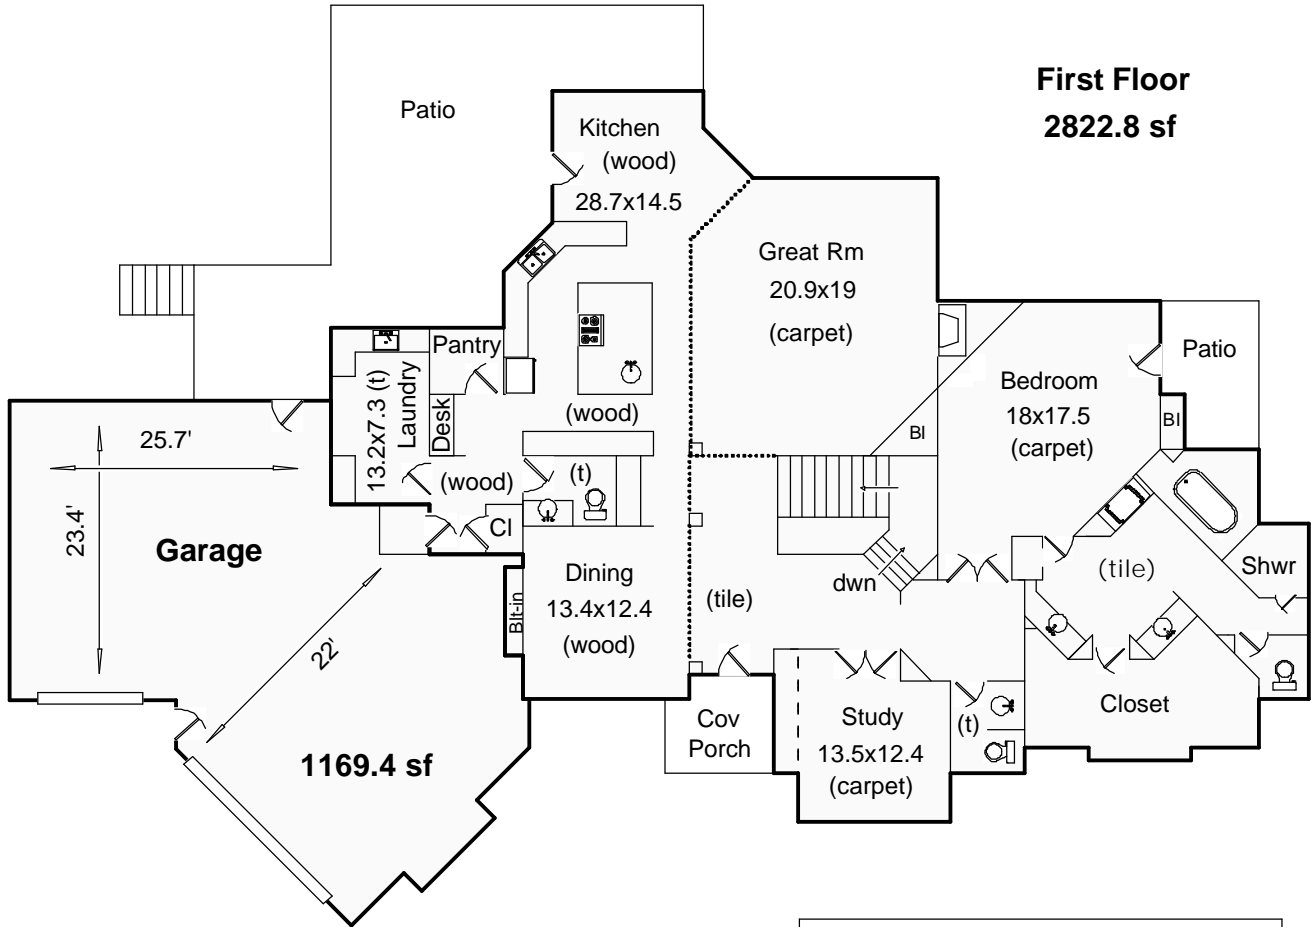 First Floor
2822.8 sf
Patio
Kitchen
(wood)
28.7x14.5
Great Rm
20.9x19
(carpet)
Pantry
Patio
Bedroom
18x17.5
(carpet)
13.2x7.3 (t)
Laundry
Desk
(wood)
BI
BI
25.7'
(wood)
(t)
23.4'
Cl
Garage
Shwr
(tile)
Dining
13.4x12.4
(wood)
Blt-in
dwn
(tile)
22'
Closet
Cov
Porch
Study
13.5x12.4
(carpet)
(t)
1169.4 sf